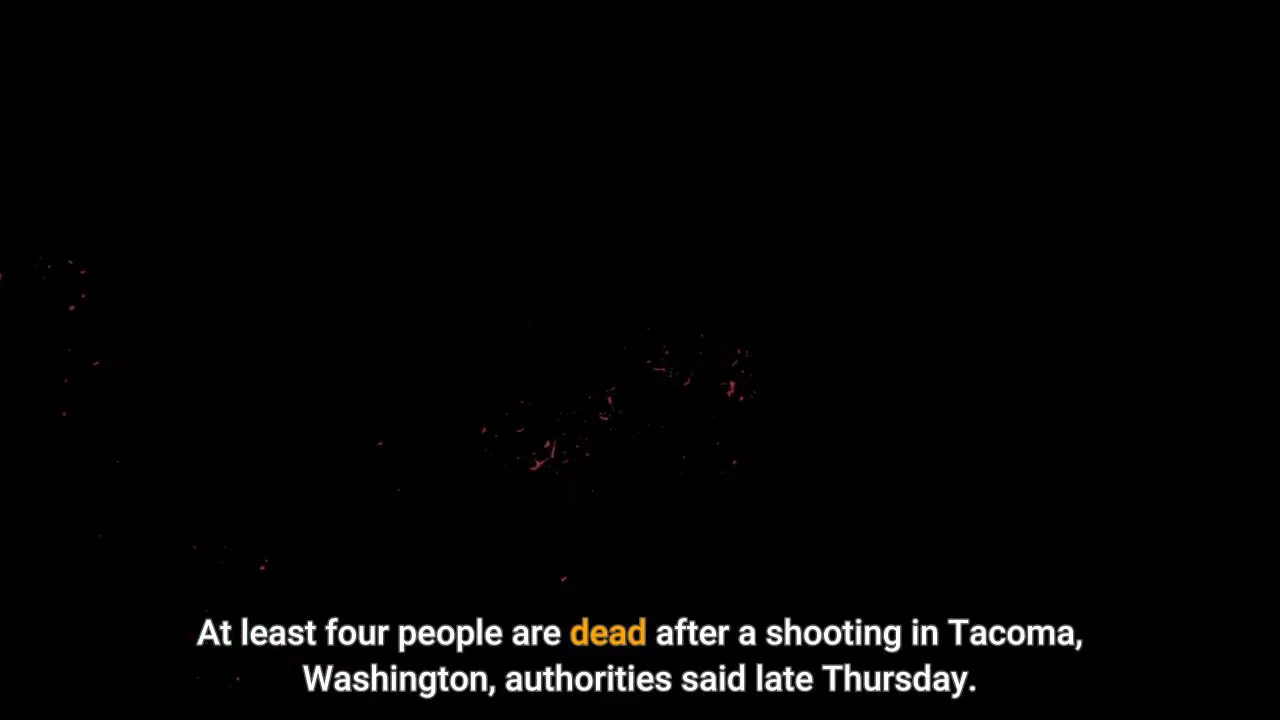 At least four people are dead after a shooting in Tacoma,
Washington, authorities said late Thursday.